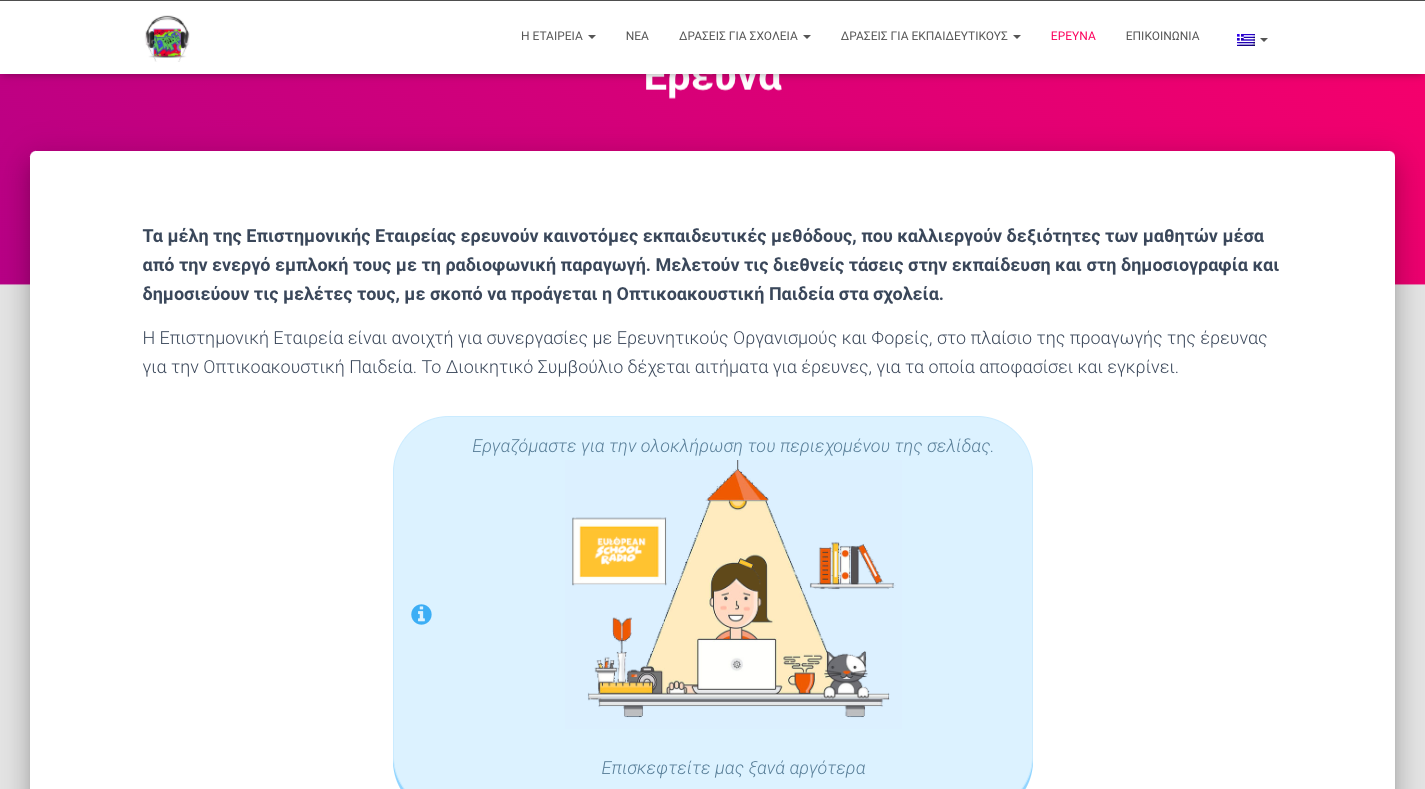 Η ΕΤΑΙΡΕΙΑ
ΝΕΑ
ΔΡΑΣΕΙΣ ΓΙΑ ΣΧΟΛΕΙΑ
ΔΡΑΣΕΙΣ ΓΙΑ ΕΚΠΑΙΔΕΥΤΙΚΟΥΣ
ΕΡΕΥΝΑ
ΕΠΙΚΟΙΝΩΝΙΑ
Έρευνα
Τα μέλη της Επιστημονικής Εταιρείας ερευνούν καινοτόμες εκπαιδευτικές μεθόδους, που καλλιεργούν δεξιότητες των μαθητών μέσα
από την ενεργό εμπλοκή τους με τη ραδιοφωνική παραγωγή. Μελετούν τις διεθνείς τάσεις στην εκπαίδευση και στη δημοσιογραφία και
δημοσιεύουν τις μελέτες τους, με σκοπό να προάγεται η Οπτικοακουστική Παιδεία στα σχολεία.
Η Επιστημονική Εταιρεία είναι ανοιχτή για συνεργασίες με Ερευνητικούς Οργανισμούς και Φορείς, στο πλαίσιο της προαγωγής της έρευνας
για την Οπτικοακουστική Παιδεία. Το Διοικητικό Συμβούλιο δέχεται αιτήματα για έρευνες, για τα οποία αποφασίσει και εγκρίνει.
Εργαζόμαστε για την ολοκλήρωση του περιεχομένου της σελίδας.
EUROPEAN
SCHOOL
RADIO
Επισκεφτείτε μας ξανά αργότερα